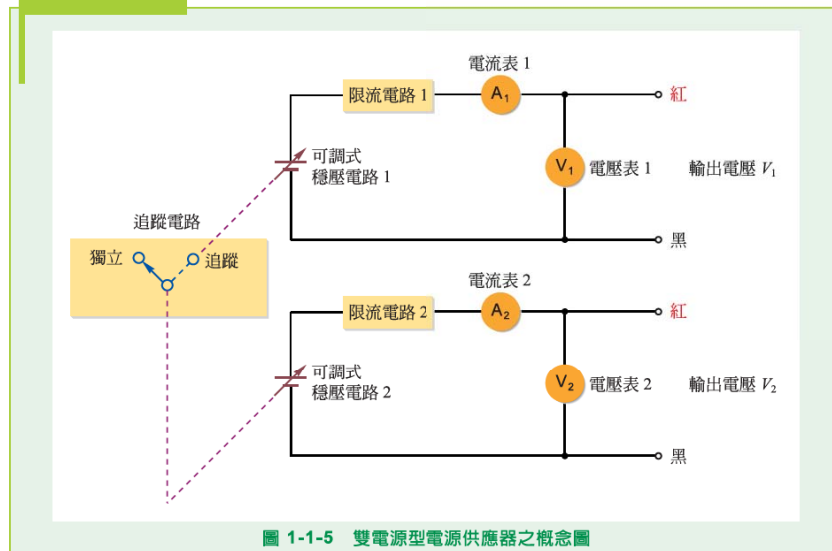 電流表 1
限流電路 1
A1
紅
可調式
穩壓電路 1
V1
電壓表 1
輸出電壓 V1
追蹤電路
獨立
追蹤
黑
電流表 2
限流電路 2
A2
紅
可調式
穩壓電路 2
V2
電壓表 2
輸出電壓 V2
黑
圖 1-1-5 雙電源型電源供應器之概念圖